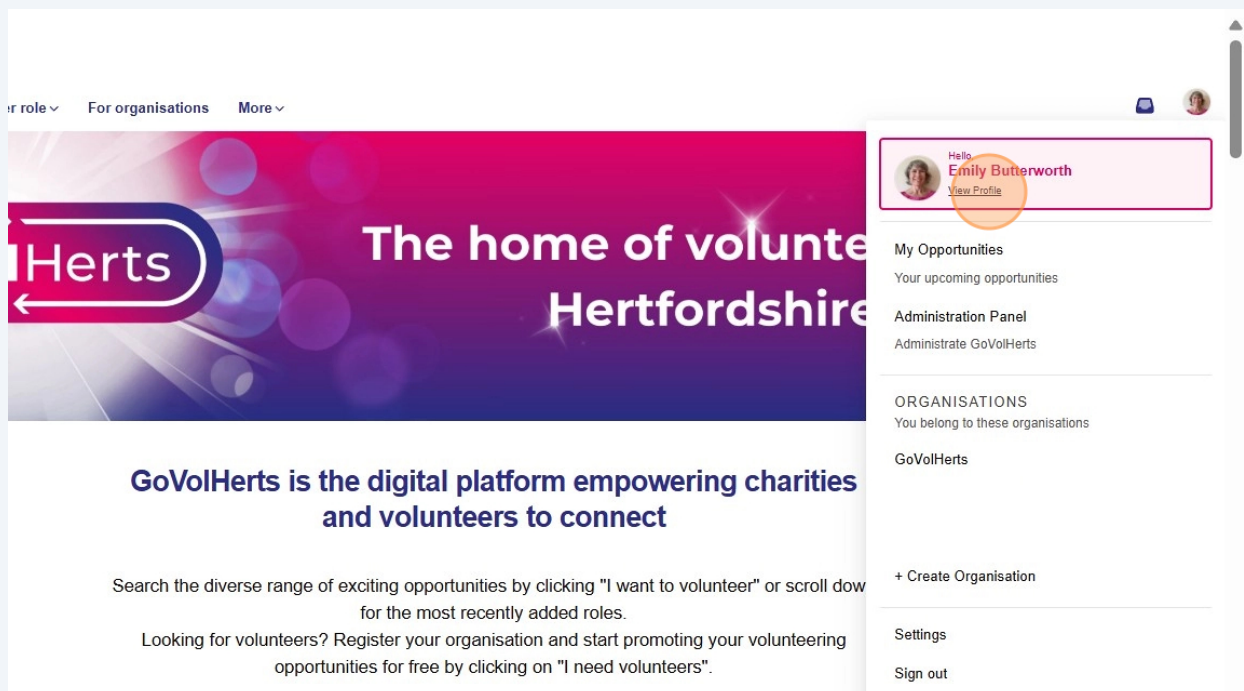 er role
For organisations
More
Herts
The home of volunte
Hertfordshire
Hello
Emily Butterworth
View Profile
My Opportunities
Your upcoming opportunities
Administration Panel
Administrate GoVolHerts
ORGANISATIONS
You belong to these organisations
GoVolHerts
+ Create Organisation
Settings
Sign out
GoVolHerts is the digital platform empowering charities
and volunteers to connect
Search the diverse range of exciting opportunities by clicking "I want to volunteer" or scroll dow
for the most recently added roles.
Looking for volunteers? Register your organisation and start promoting your volunteering
opportunities for free by clicking on "I need volunteers".